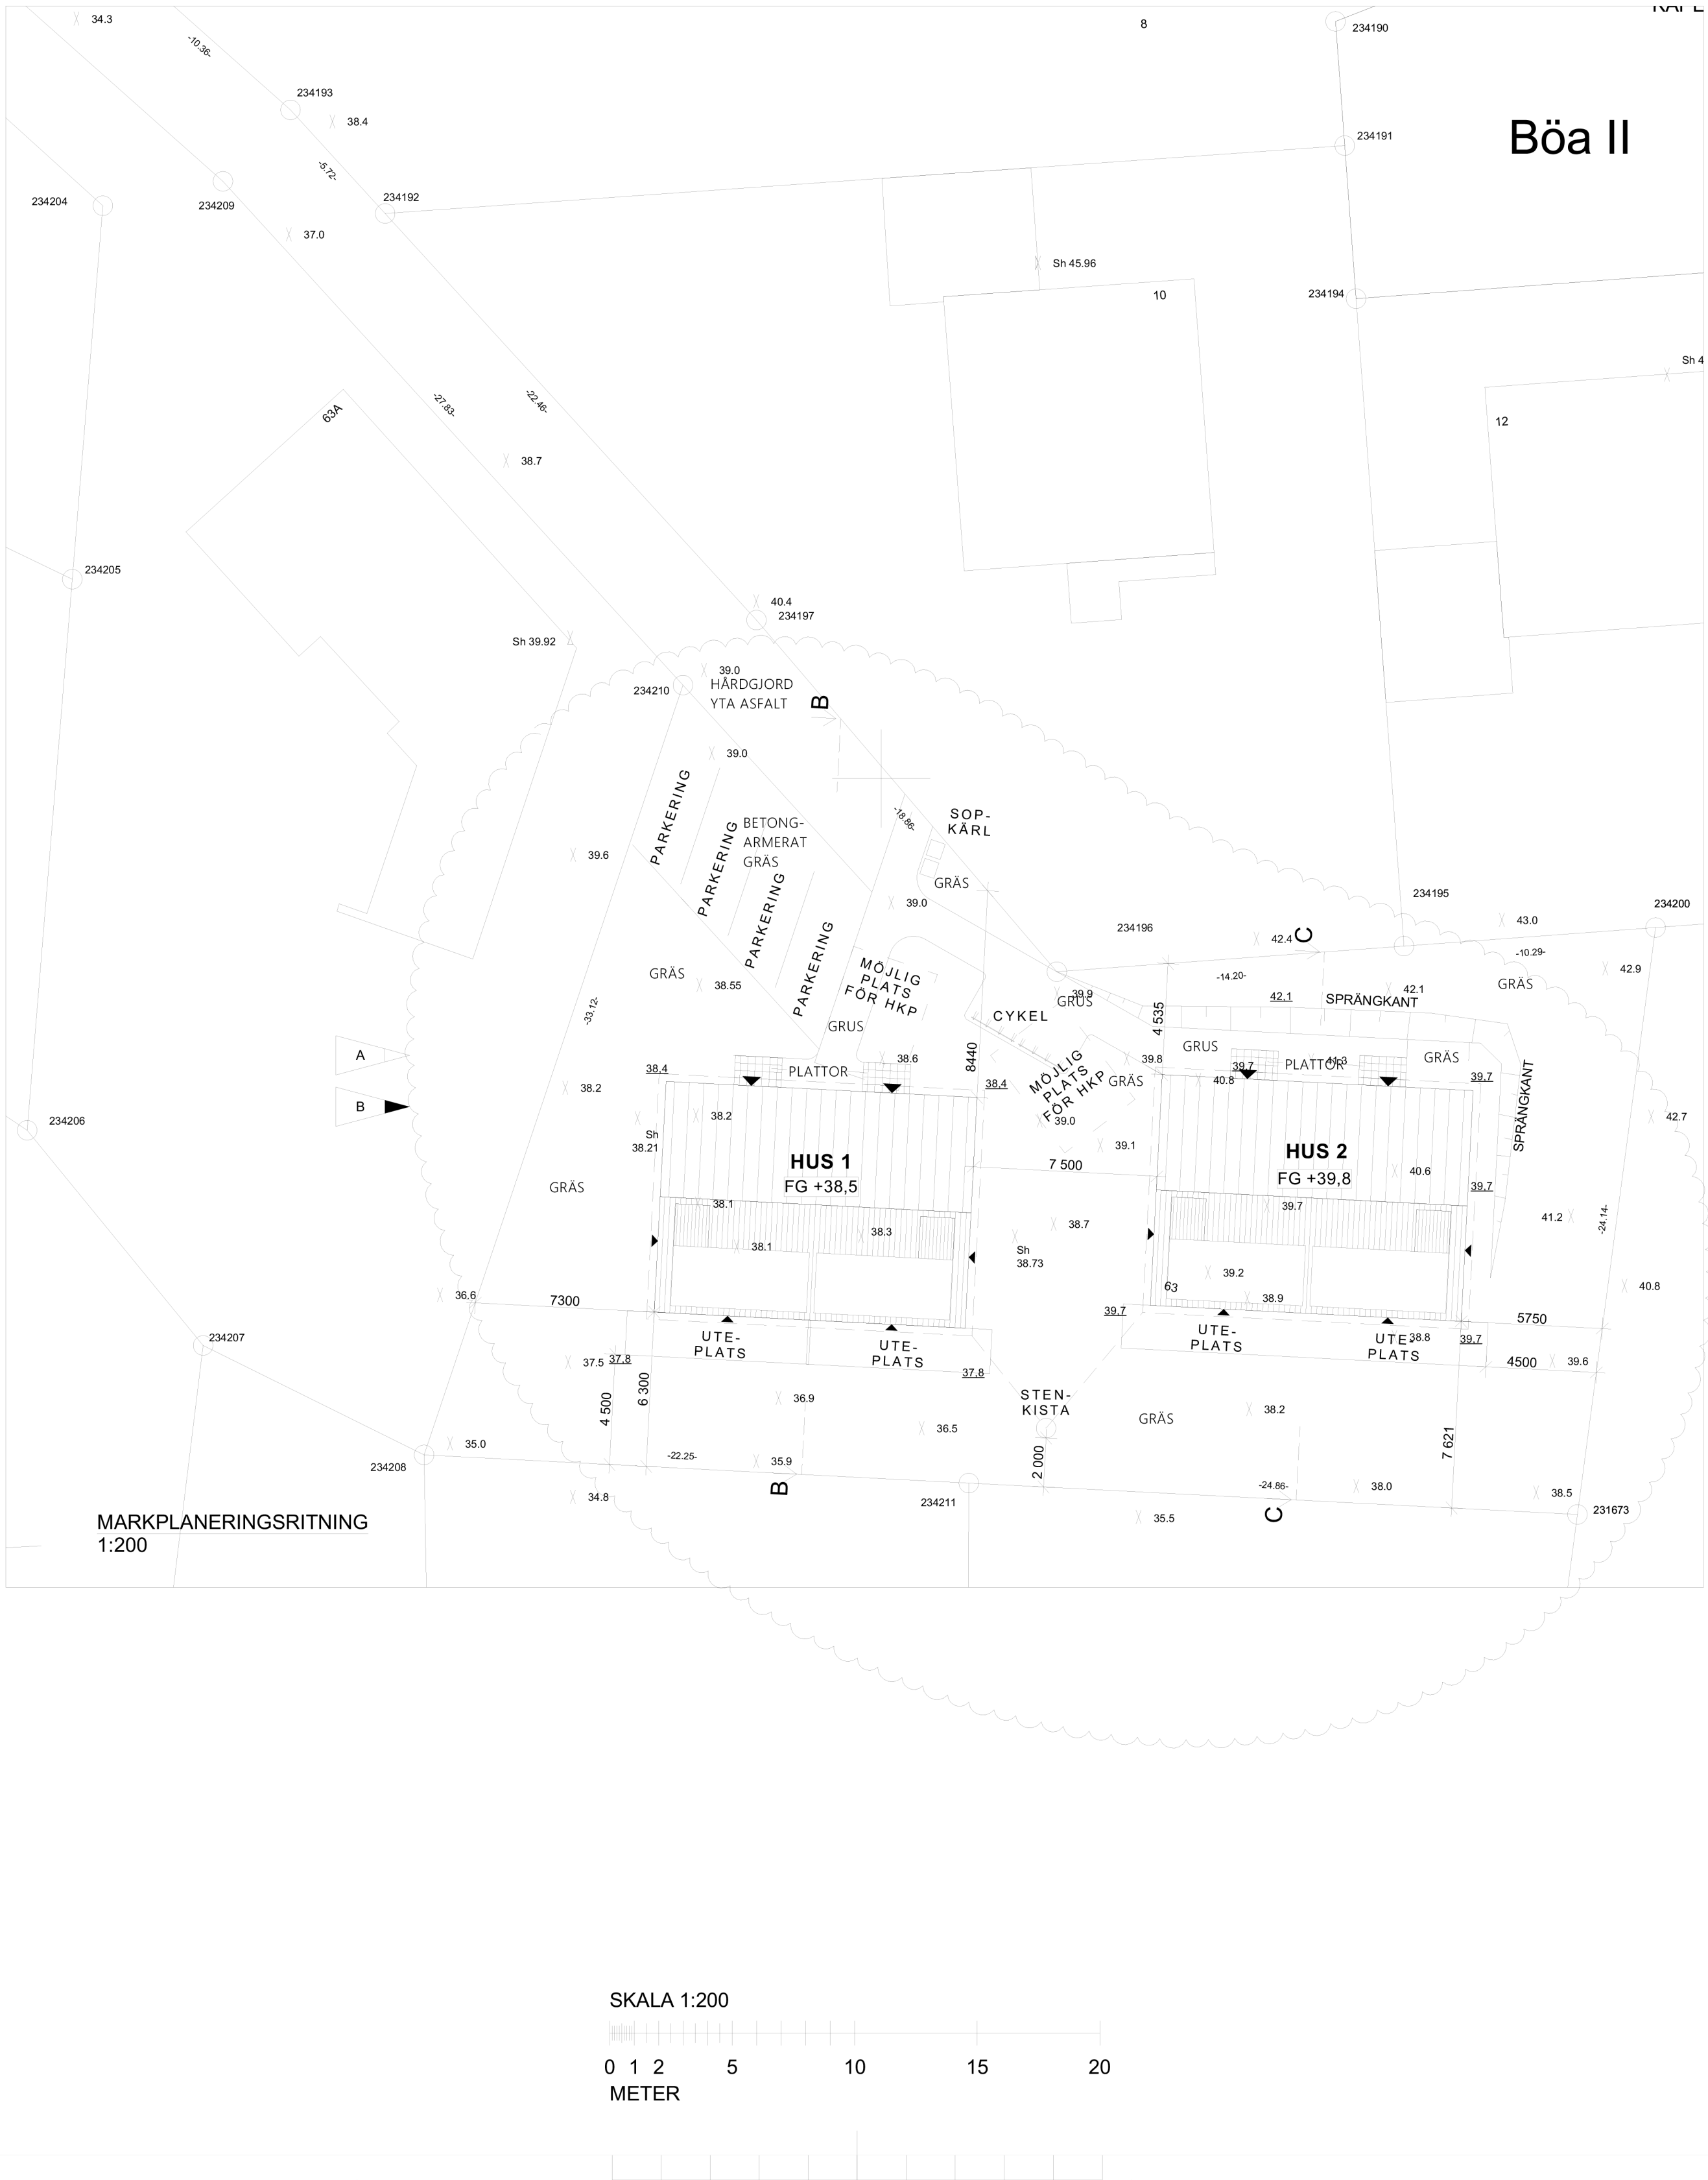 34.3
8
234190
-10.36-
234193
38.4
234191
Böa II
-5.72-
234192
234204
234209
37.0
Sh 45.96
10
234194
Sh 4
63A
-27.83-
-22.46-
12
38.7
234205
40.4
234197
Sh 39.92
39.0
234210
HÅRDGJORD
YTA ASFALT
B
39.0
PARKERING
PARKERING
PARKERING
PARKERING
BETONG-
ARMERAT
GRÄS
-18.86-
SOP-
KÄRL
39.6
GRÄS
39.0
234195
234200
234196
43.0
42.4
C
-10.29-
42.9
GRÄS
38.55
MÖJLIG
PLATS
FÖR HKP
-14.20-
42.1
GRÄS
39.9
GRUS
42.1
SPRÄNGKANT
-33.12-
CYKEL
4 535
GRUS
A
8440
38.6
39.8
GRUS
39.7
41.3
PLATTOR
GRÄS
38,4
PLATTOR
38,4
MÖJLIG
PLATS
FÖR HKP
GRÄS
40.8
39,7
SPRÄNGKANT
38.2
B
38.2
39.0
42.7
234206
Sh
38.21
39.1
HUS 1
FG +38,5
7 500
HUS 2
FG +39,8
40.6
GRÄS
39,7
38.1
39.7
41.2
-24.14-
38.3
38.7
38.1
Sh
38.73
39.2
63
40.8
36.6
7300
38.9
39.7
5750
234207
UTE-
PLATS
UTE-
PLATS
UTE-
PLATS
UTE-
PLATS
38.8
39.7
37.5
37.8
4500
39.6
37.8
6 300
4 500
36.9
STEN-
KISTA
38.2
GRÄS
36.5
35.0
7 621
234208
-22.25-
35.9
2 000
B
-24.86-
38.0
38.5
34.8
234211
C
35.5
231673
MARKPLANERINGSRITNING
1:200
SKALA 1:200
0 1 2 5 10 15 20
METER